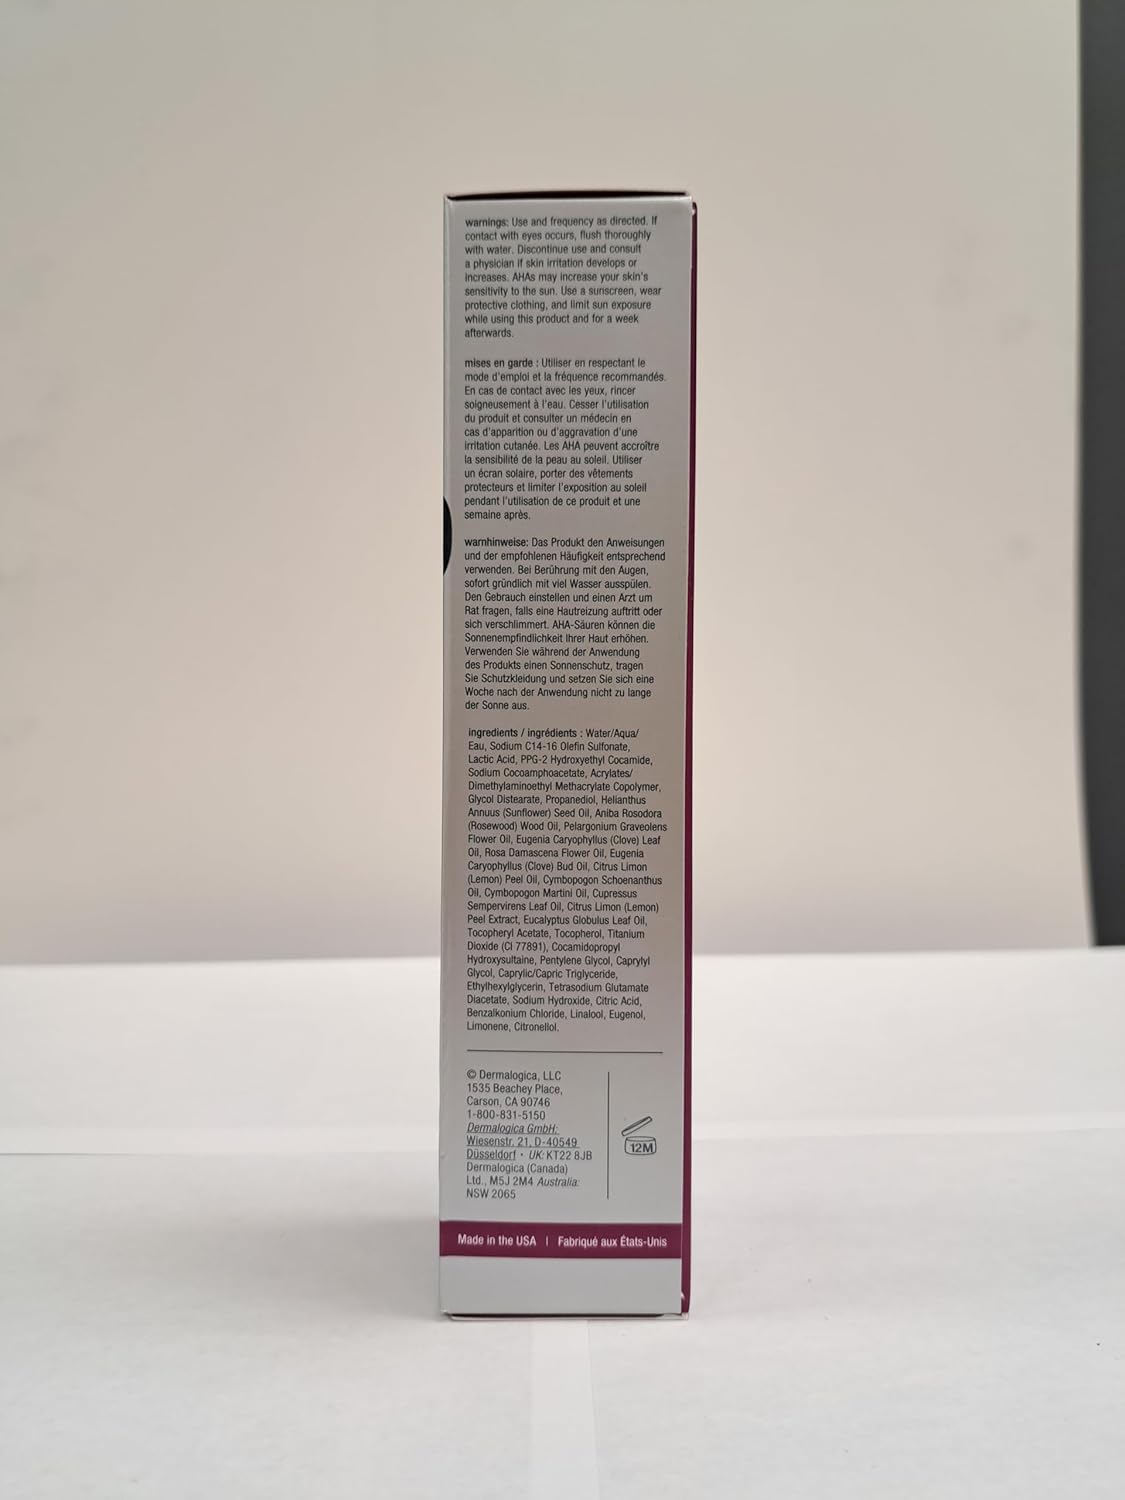 warnings: Use and frequency as directed. If
contact with eyes occurs, flush thoroughly
with water. Discontinue use and consult
a physician if skin irritation develops or
increases. AHAs may increase your skin's
sensitivity to the sun. Use a sunscreen, wear
protective clothing, and limit sun exposure
while using this product and for a week
afterwards.
mises en garde : Utiliser en respectant le
mode d'emploi et la fréquence recommandés.
En cas de contact avec les yeux, rincer
soigneusement à l'eau. Cesser l'utilisation
du produit et consulter un médecin en
cas d'apparition ou d'aggravation d'une
irritation cutanée. Les AHA peuvent accroître
la sensibilité de la peau au soleil. Utiliser
un écran solaire, porter des vêtements
protecteurs et limiter l'exposition au soleil
pendant l'utilisation de ce produit et une
semaine après.
warnhinweise: Das Produkt den Anweisungen
und der empfohlenen Häufigkeit entsprechend
verwenden. Bei Berührung mit den Augen,
sofort gründlich mit viel Wasser ausspülen.
Den Gebrauch einstellen und einen Arzt um
Rat fragen, falls eine Hautreizung auftritt oder
sich verschlimmert. AHA-Säuren können die
Sonnenempfindlichkeit Ihrer Haut erhöhen.
Verwenden Sie während der Anwendung
des Produkts einen Sonnenschutz, tragen
Sie Schutzkleidung und setzen Sie sich eine
Woche nach der Anwendung nicht zu lange
der Sonne aus.
ingredients / ingrédients : Water/Aqua/
Eau, Sodium C14-16 Olefin Sulfonate,
Lactic Acid, PPG-2 Hydroxyethyl Cocamide,
Sodium Cocoamphoacetate, Acrylates/
Dimethylaminoethyl Methacrylate Copolymer,
Glycol Distearate, Propanediol, Helianthus
Annuus (Sunflower) Seed Oil, Aniba Rosodora
(Rosewood) Wood Oil, Pelargonium Graveolens
Flower Oil, Eugenia Caryophyllus (Clove) Leaf
Oil, Rosa Damascena Flower Oil, Eugenia
Caryophyllus (Clove) Bud Oil, Citrus Limon
(Lemon) Peel Oil, Cymbopogon Schoenanthus
Oil, Cymbopogon Martini Oil, Cupressus
Sempervirens Leaf Oil, Citrus Limon (Lemon)
Peel Extract, Eucalyptus Globulus Leaf Oil,
Tocopheryl Acetate, Tocopherol, Titanium
Dioxide (CI 77891), Cocamidopropyl
Hydroxysultaine, Pentylene Glycol, Caprylyl
Glycol, Caprylic/Capric Triglyceride,
Ethylhexylglycerin, Tetrasodium Glutamate
Diacetate, Sodium Hydroxide, Citric Acid,
Benzalkonium Chloride, Linalool, Eugenol,
Limonene, Citronellol.
© Dermalogica, LLC
1535 Beachey Place,
Carson, CA 90746
1-800-831-5150
Dermalogica GmbH:
Wiesenstr. 21, D-40549
Düsseldorf • UK: KT22 8JB
Dermalogica (Canada)
Ltd., M5J 2M4 Australia:
NSW 2065
12M
Made in the USA | Fabriqué aux États-Unis